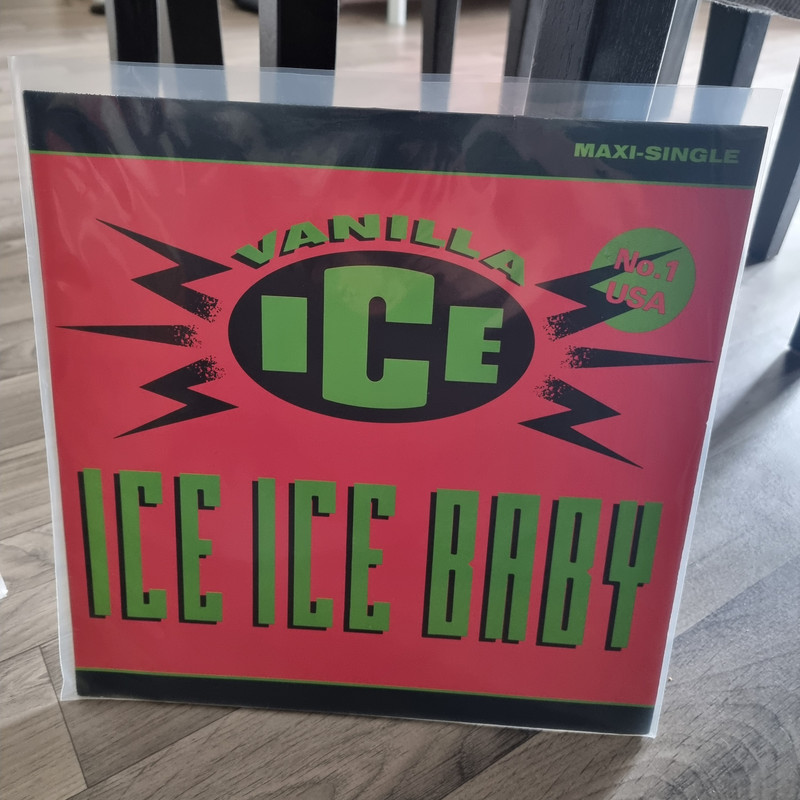 MAXI-SINGLE
VANILLA
ICE
No.1
USA
ICE ICE BABY